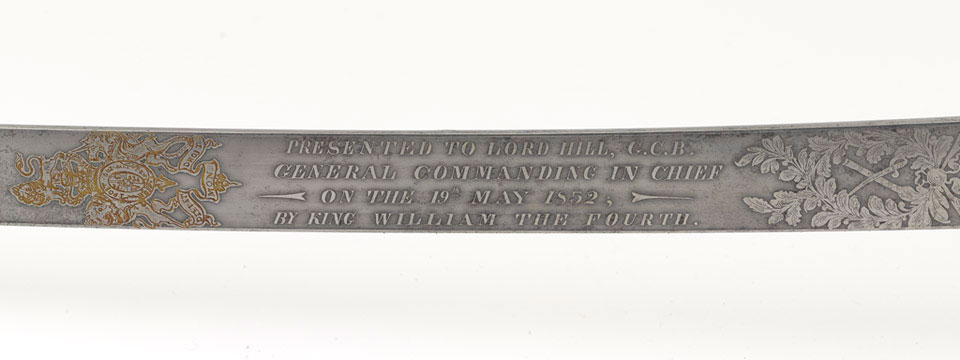 PRESENTED TO LORD HILL, G.C.B.
GENERAL COMMANDING IN CHIEF
ON THE 19th MAY 1832,
BY KING WILLIAM THE FOURTH.